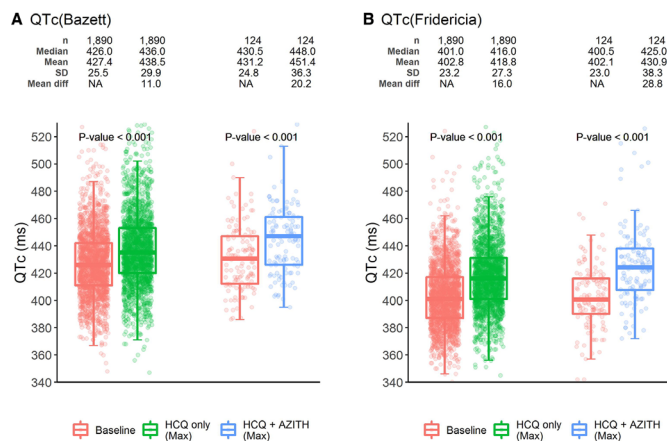 A QTc(Bazett)
n 1,890 1,890 124 124
Median 426.0 436.0 430.5 448.0
Mean 427.4 438.5 431.2 451.4
SD 25.5 29.9 24.8 36.3
Mean diff NA 11.0 NA 20.2
P-value < 0.001 P-value < 0.001
QTc (ms)
520
500
480
460
440
420
400
380
360
340
Baseline HCQ only (Max) HCQ + AZITH (Max)
B QTc(Fridericia)
n 1,890 1,890 124 124
Median 401.0 416.0 400.5 425.0
Mean 402.8 418.8 402.1 430.9
SD 23.2 27.3 23.0 38.3
Mean diff NA 16.0 NA 28.8
P-value < 0.001 P-value < 0.001
QTc (ms)
520
500
480
460
440
420
400
380
360
340
Baseline HCQ only (Max) HCQ + AZITH (Max)